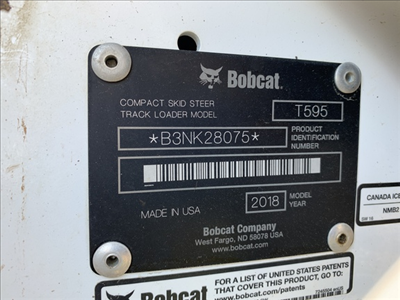 Bobcat.
COMPACT SKID STEER
TRACK LOADER MODEL
T595
*B3NK28075*
PRODUCT
IDENTIFICATION
NUMBER
MADE IN USA
2018
MODEL
YEAR
Bobcat Company
West Fargo, ND 58078 USA
www.bobcat.com
CANADA ICE
NMB2
FOR A LIST OF UNITED STATES PATENTS
THAT COVER THIS PRODUCT, GO TO:
www.bobcat.com/patents